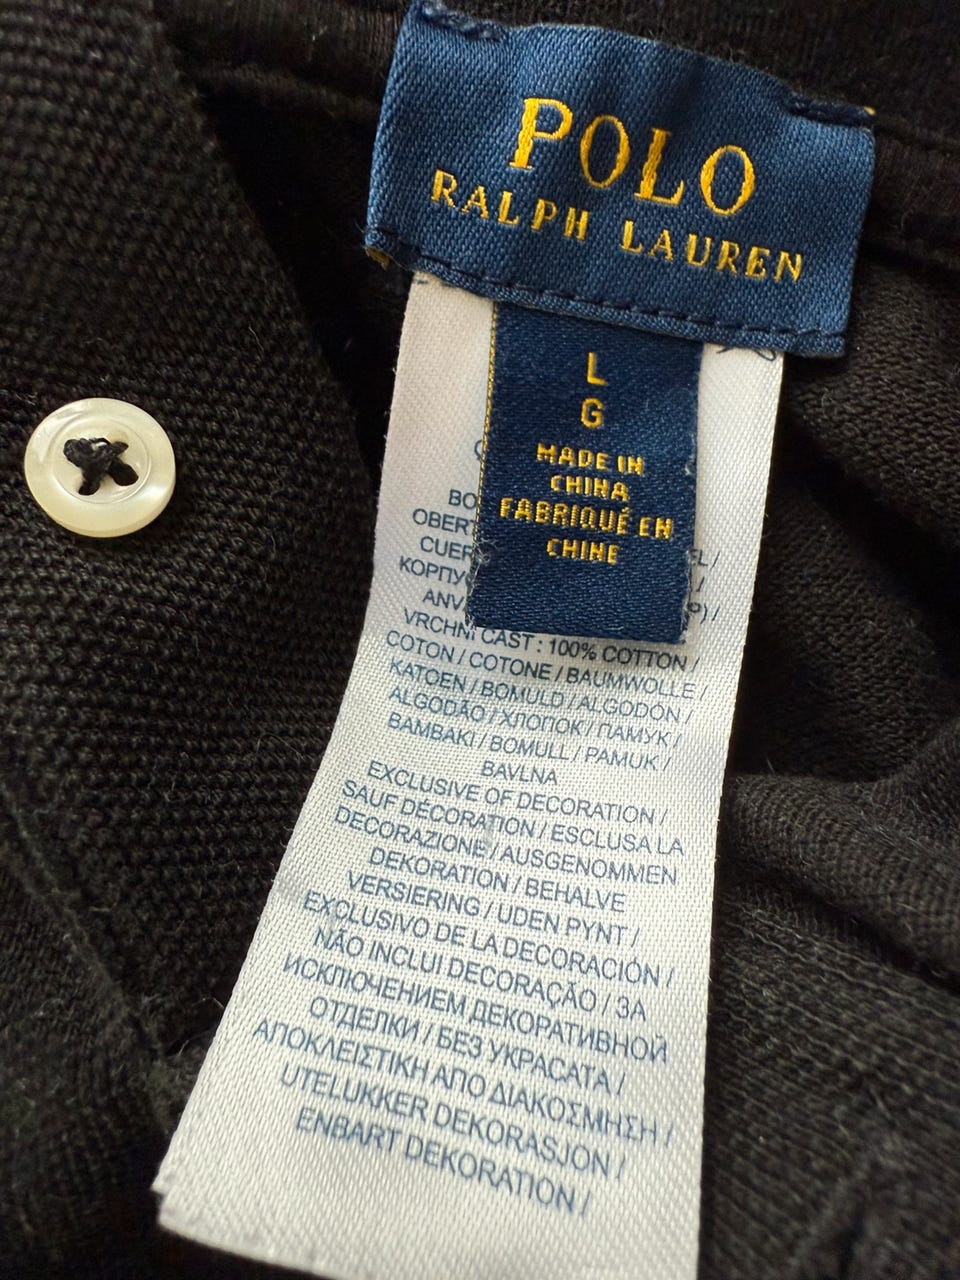 POLO
RALPH LAUREN
L
G
MADE IN
CHINA
FABRIQUÉ EN
CHINE
VRCHNI CAST : 100% COTTON /
COTON / COTONE / BAUMWOLLE /
KATOEN / BOMULD / ALGODON /
ALGODÃO / ХЛОПОК / ПАМУК /
BAMBAKI / BOMULL / PAMUK /
BAVLNA
EXCLUSIVE OF DECORATION /
SAUF DÉCORATION / ESCLUSA LA
DECORAZIONE / AUSGENOMMEN
DEKORATION / BEHALVE
VERSIERING / UDEN PYNT /
EXCLUSIVO DE LA DECORACIÓN /
NÃO INCLUI DECORAÇÃO / ЗА
ИСКЛЮЧЕНИЕМ ДЕКОРАТИВНОЙ
ОТДЕЛКИ / БЕЗ УКРАСАТА /
ΑΠΟΚΛΕΙΣΤΙΚΗ ΑΠΟ ΔΙΑΚΟΣΜΗΣΗ /
UTELUKKER DEKORASJON /
ENBART DEKORATION /